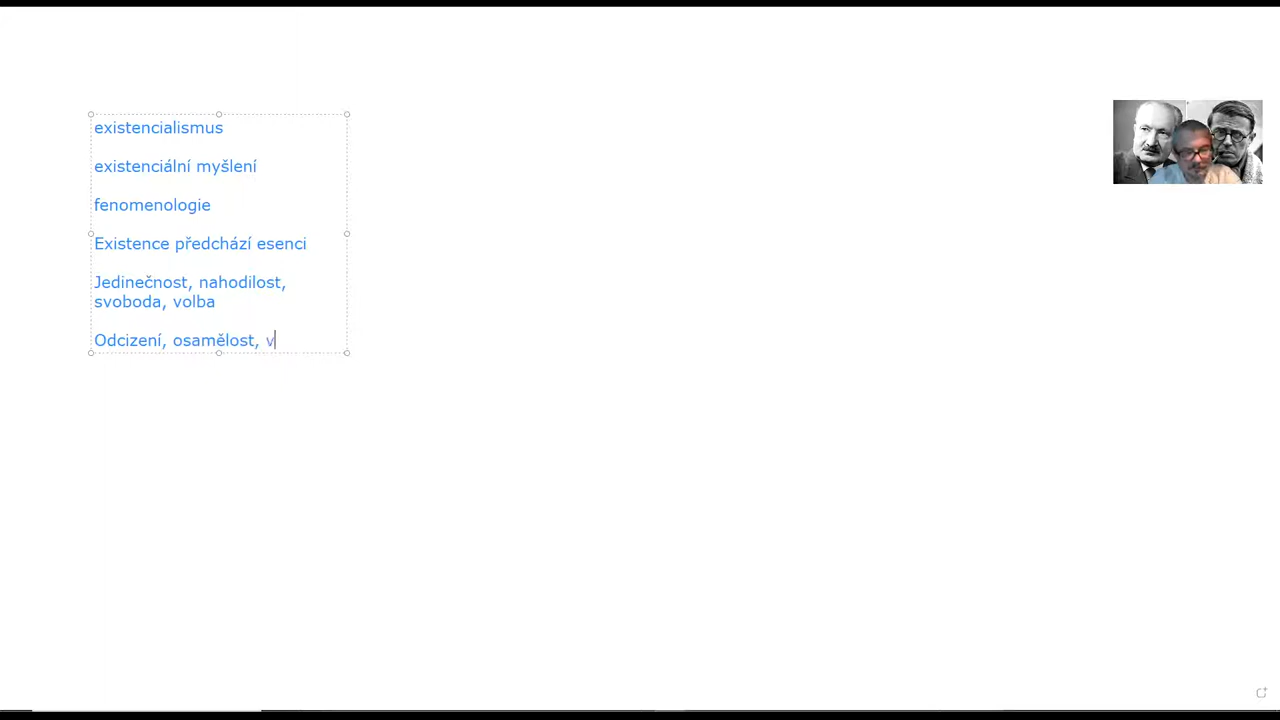 existencialismus
existenciální myšlení
fenomenologie
Existence předchází esenci
Jedinečnost, nahodilost,
svoboda, volba
Odcizení, osamělost, v